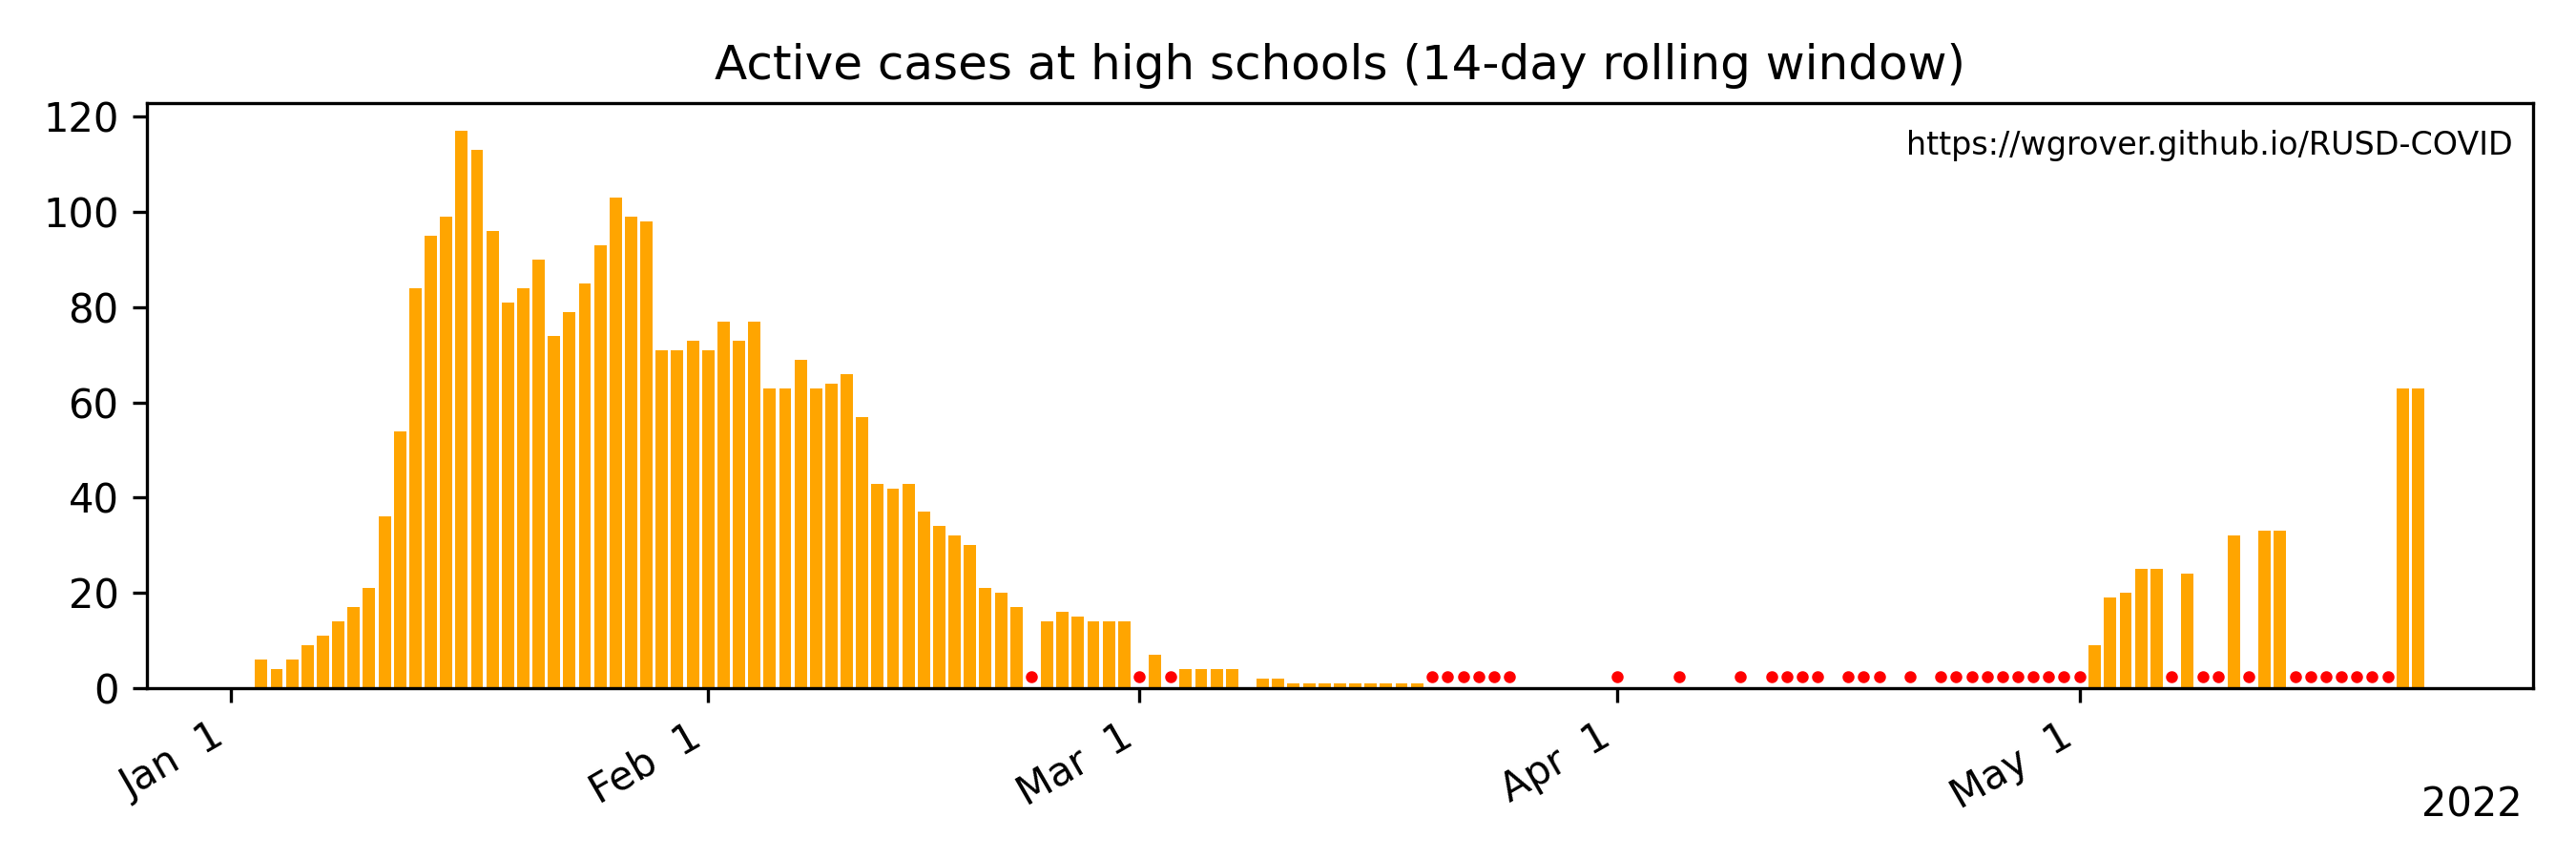 Active cases at high schools (14-day rolling window)
https://wgrover.github.io/RUSD-COVID
120
100
80
60
40
20
0
Jan 1
Feb 1
Mar 1
Apr 1
May 1
2022